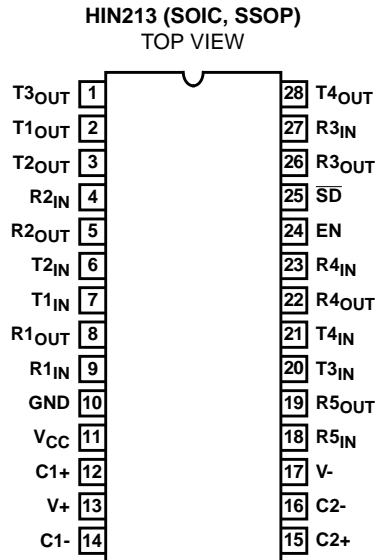 HIN213 (SOIC, SSOP)
TOP VIEW
T3OUT 1 28 T4OUT
T1OUT 2 27 R3IN
T2OUT 3 26 R3OUT
R2IN 4 25 S̅D̅
R2OUT 5 24 EN
T2IN 6 23 R4IN
T1IN 7 22 R4OUT
R1OUT 8 21 T4IN
R1IN 9 20 T3IN
GND 10 19 R5OUT
VCC 11 18 R5IN
C1+ 12 17 V-
V+ 13 16 C2-
C1- 14 15 C2+